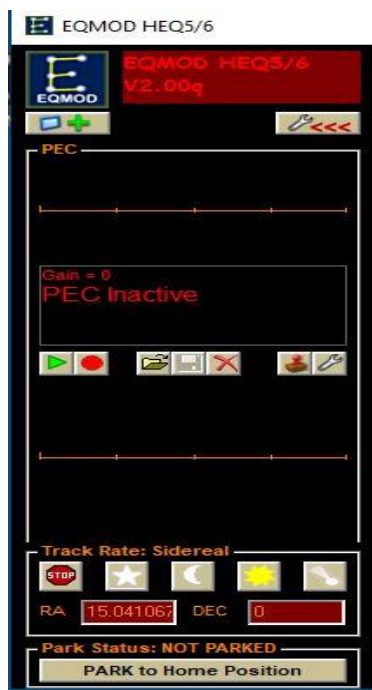 EQMOD HEQ5/6
EQMOD
EQMOD HEQ5/6
V2.00q
<<<
PEC
Gain = 0
PEC Inactive
Track Rate: Sidereal
STOP
RA 15.041067 DEC 0
Park Status: NOT PARKED
PARK to Home Position